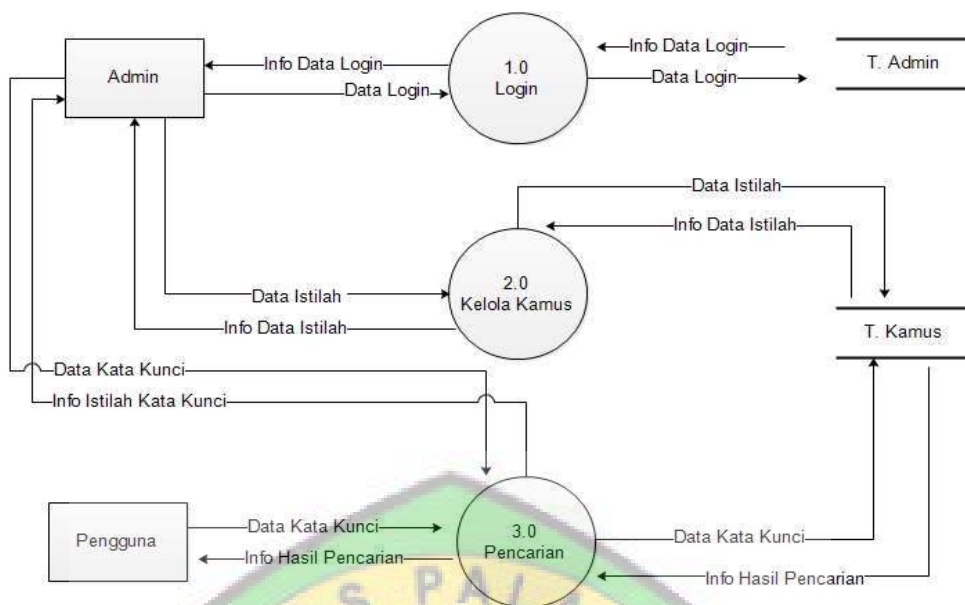 Admin
Info Data Login
Data Login
1.0
Login
Info Data Login
Data Login
T. Admin
Data Istilah
Info Data Istilah
Data Istilah
Info Data Istilah
2.0
Kelola Kamus
T. Kamus
Data Kata Kunci
Info Istilah Kata Kunci
Pengguna
Data Kata Kunci
Info Hasil Pencarian
3.0
Pencarian
Data Kata Kunci
Info Hasil Pencarian